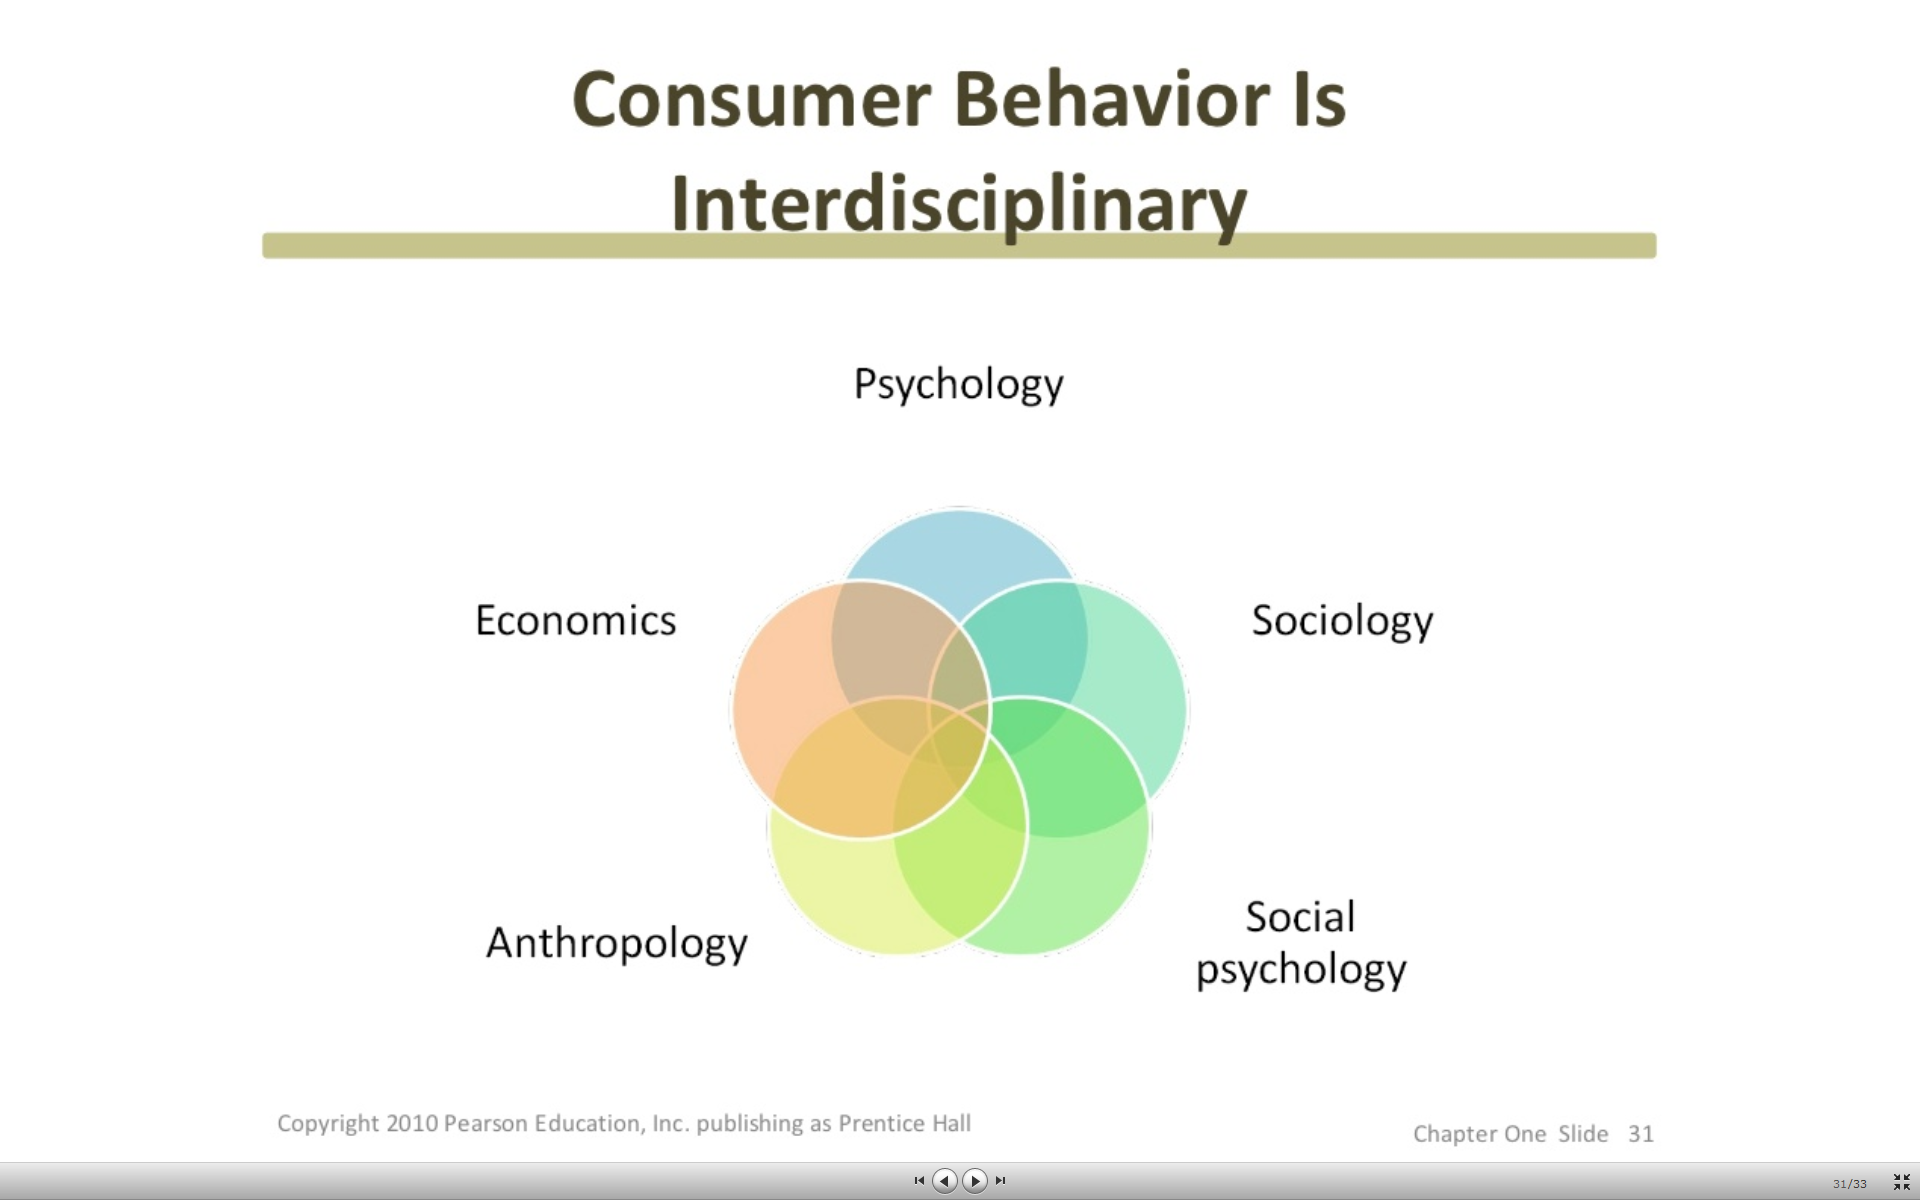 Consumer Behavior Is
Interdisciplinary
Psychology
Economics
Sociology
Anthropology
Social
psychology
Copyright 2010 Pearson Education, Inc. publishing as Prentice Hall
Chapter One Slide 31
31/33